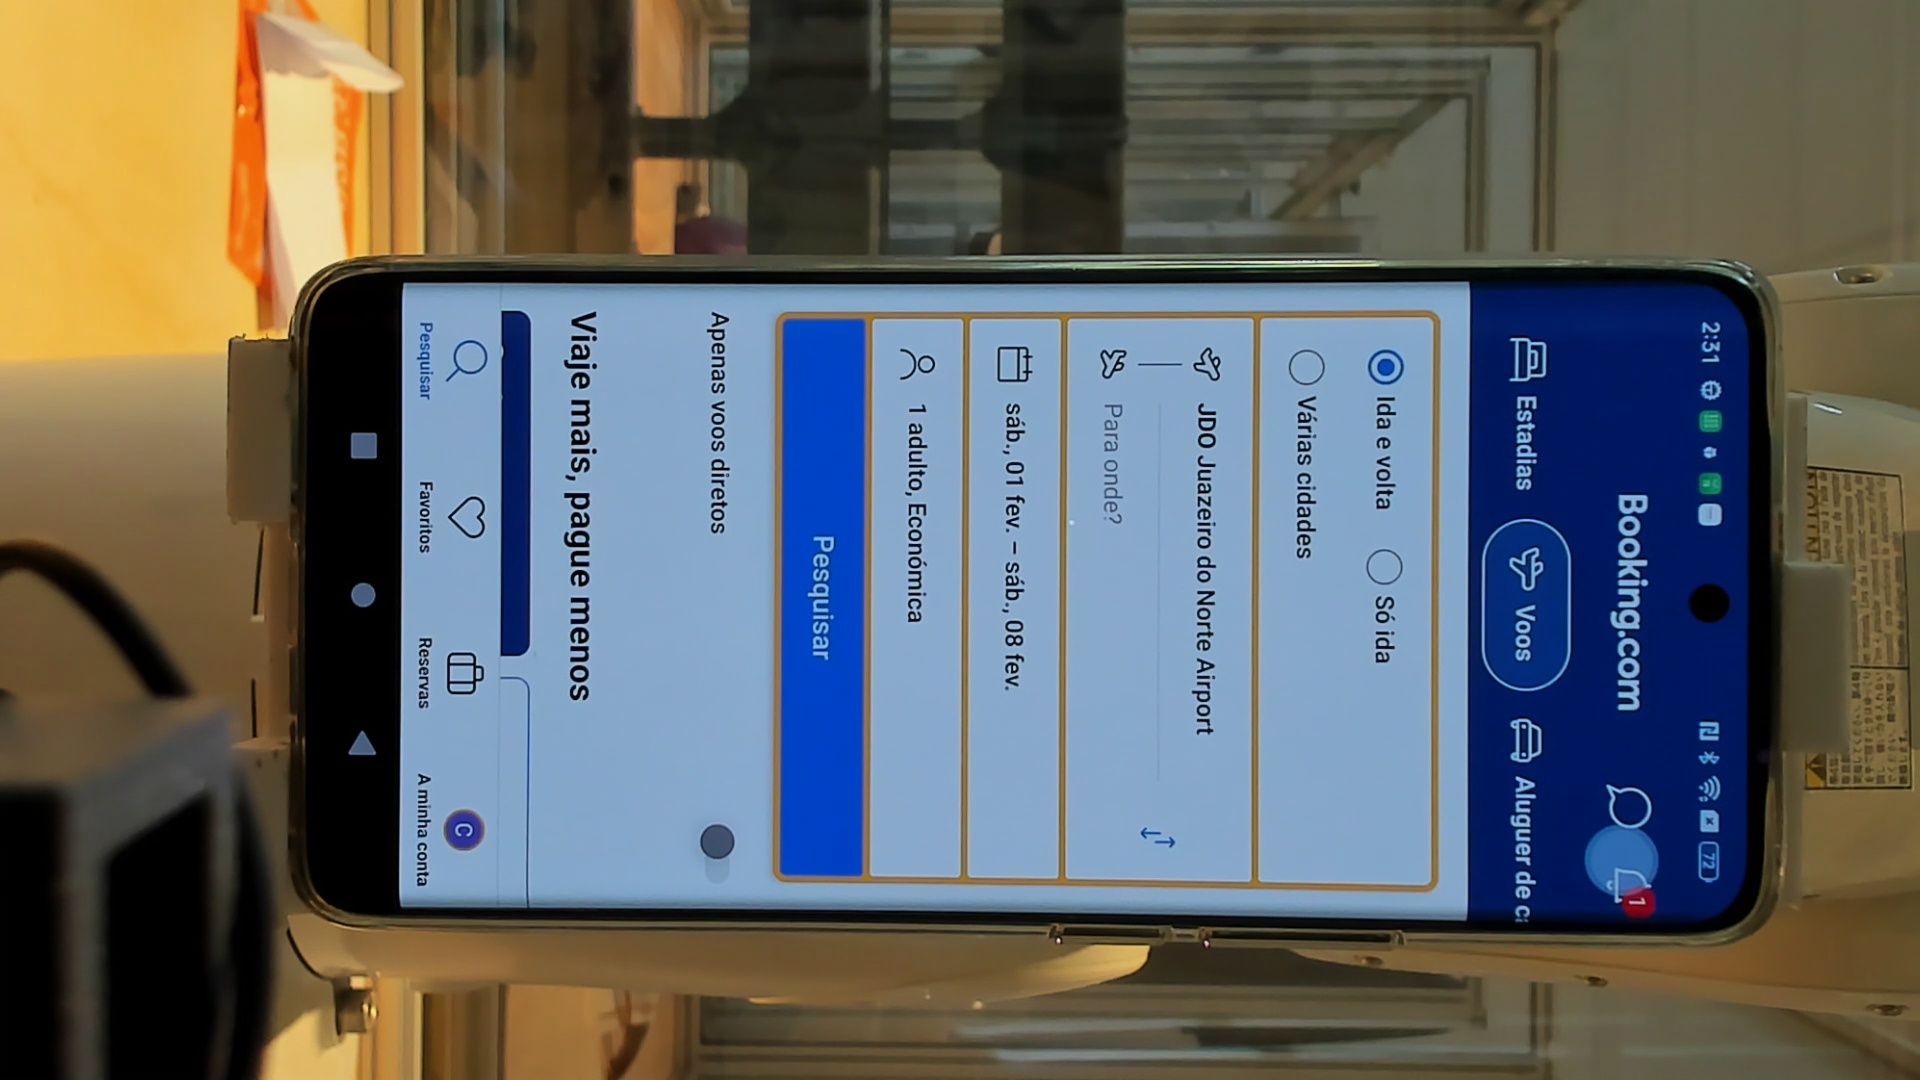 2:31
72
Booking.com
1
Estadias
Voos
Aluguer de c
Ida e volta
Só ida
Várias cidades
JDO Juazeiro do Norte Airport
Para onde?
sáb., 01 fev. – sáb., 08 fev.
1 adulto, Económica
Pesquisar
Apenas voos diretos
Viaje mais, pague menos
Pesquisar
Favoritos
Reservas
C
A minha conta